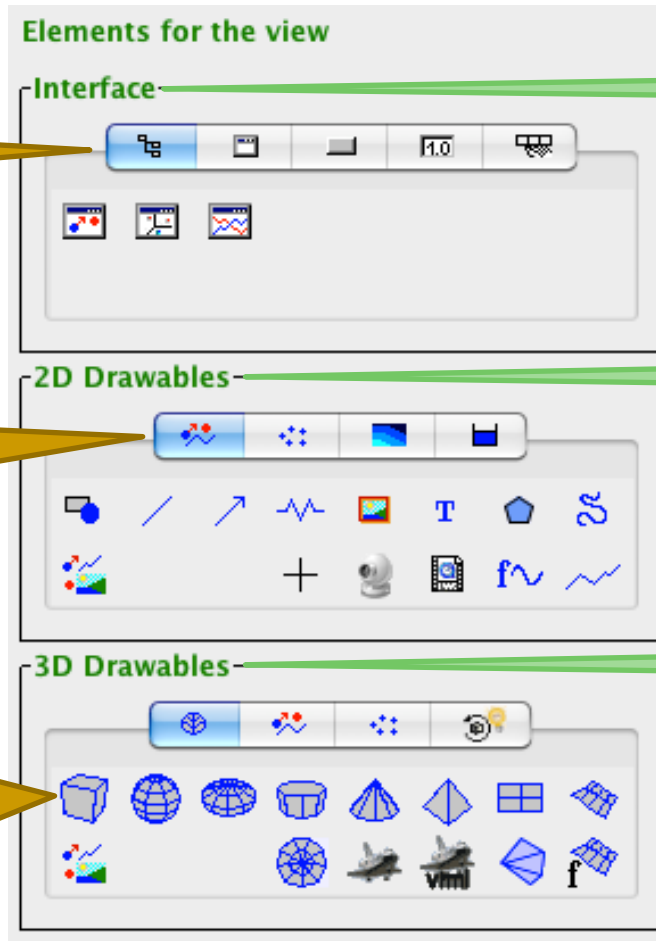 Elements for the view
Interface
1.0
2D Drawables
T
f
3D Drawables
vrml
f